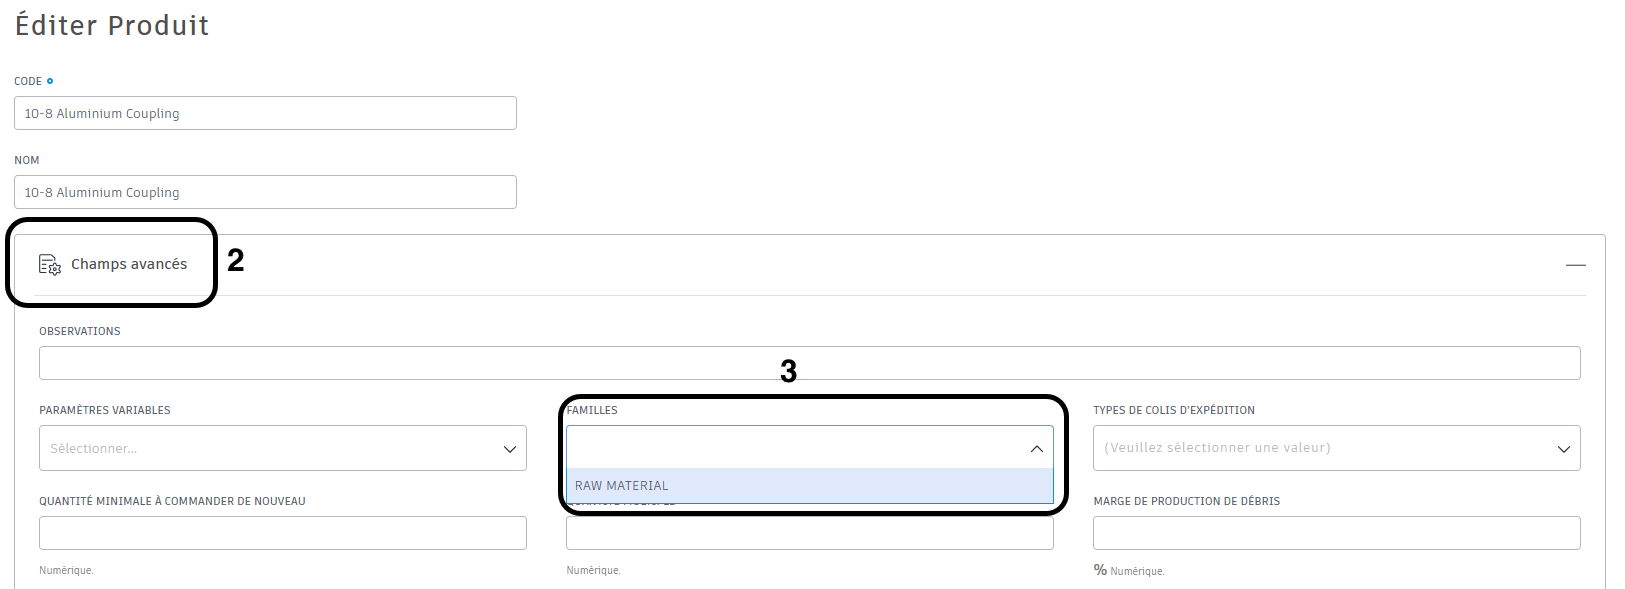 Éditer Produit
CODE
10-8 Aluminium Coupling
NOM
10-8 Aluminium Coupling
Champs avancés
2
OBSERVATIONS
3
PARAMÈTRES VARIABLES
FAMILLES
TYPES DE COLIS D'EXPÉDITION
Sélectionner...
(Veuillez sélectionner une valeur)
RAW MATERIAL
QUANTITÉ MINIMALE À COMMANDER DE NOUVEAU
MARGE DE PRODUCTION DE DÉBRIS
Numérique.
Numérique.
% Numérique.